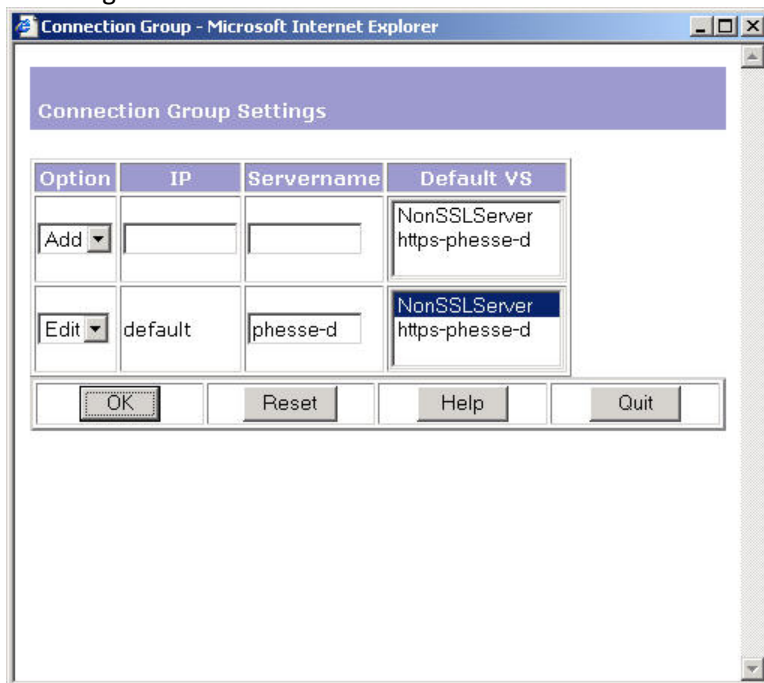 Connection Group - Microsoft Internet Explorer
Connection Group Settings
Option IP Servername Default VS
Add NonSSLServer
https-phesse-d
Edit default phesse-d NonSSLServer
https-phesse-d
OK Reset Help Quit